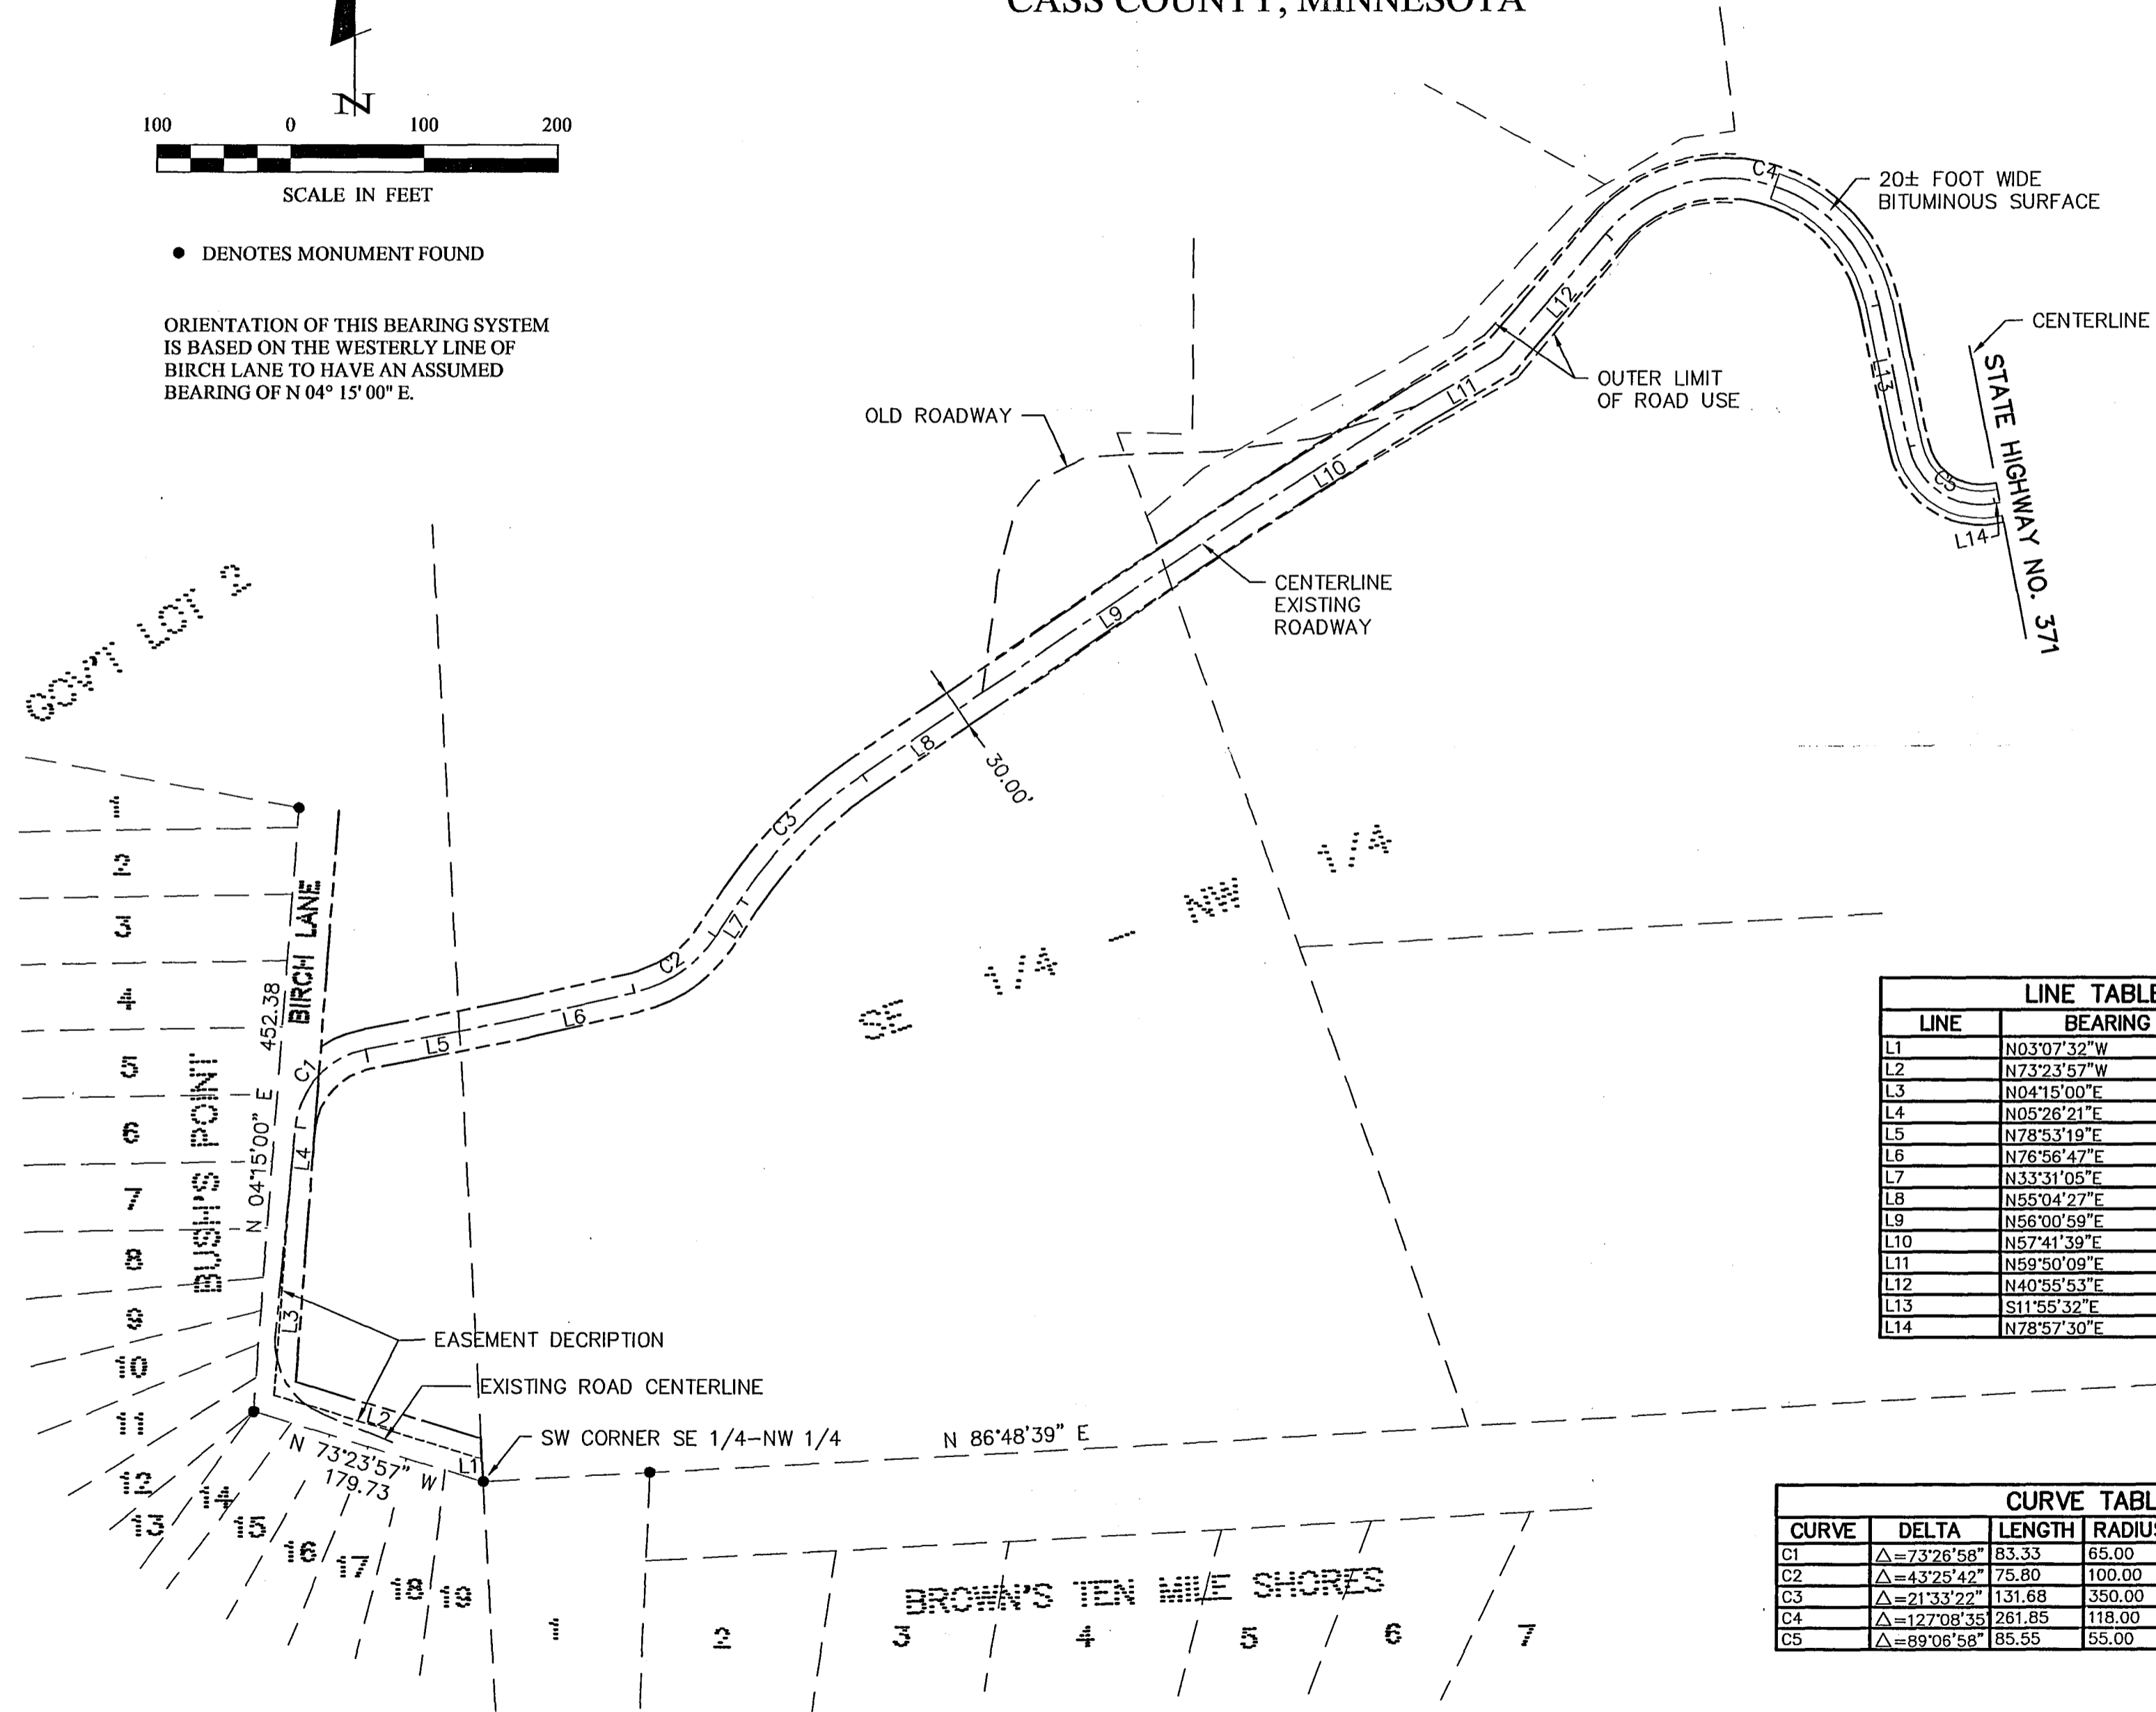 CASS COUNTY, MINNESOTA
N
100 0 100 200
SCALE IN FEET
DENOTES MONUMENT FOUND
ORIENTATION OF THIS BEARING SYSTEM
IS BASED ON THE WESTERLY LINE OF
BIRCH LANE TO HAVE AN ASSUMED
BEARING OF N 04° 15' 00" E.
C4
20± FOOT WIDE
BITUMINOUS SURFACE
L12
CENTERLINE
L13
STATE HIGHWAY NO. 371
OUTER LIMIT
OF ROAD USE
L11
OLD ROADWAY
L10
C5
L14
CENTERLINE
EXISTING
ROADWAY
L9
GOV'T LOT 2
L8
30.00'
C3
SE 1/4 — NW 1/4
L7
C2
L6
L5
C1
L4
L3
BIRCH LANE
452.38
N 04°15'00" E
BUSH'S POINT
1
2
3
4
5
6
7
8
9
10
11
12
13
14
15
16
17
18
19
EASEMENT DECRIPTION
EXISTING ROAD CENTERLINE
L2
SW CORNER SE 1/4-NW 1/4
N 86°48'39" E
L1
N 73°23'57" W
179.73
BROWN'S TEN MILE SHORES
1
2
3
4
5
6
7
LINE TABLE
LINE BEARING
L1 N03°07'32"W
L2 N73°23'57"W
L3 N04°15'00"E
L4 N05°26'21"E
L5 N78°53'19"E
L6 N76°56'47"E
L7 N33°31'05"E
L8 N55°04'27"E
L9 N56°00'59"E
L10 N57°41'39"E
L11 N59°50'09"E
L12 N40°55'53"E
L13 S11°55'32"E
L14 N78°57'30"E
CURVE TABL
CURVE DELTA LENGTH RADIUS
C1 △=73°26'58" 83.33 65.00
C2 △=43°25'42" 75.80 100.00
C3 △=21°33'22" 131.68 350.00
C4 △=127°08'35" 261.85 118.00
C5 △=89°06'58" 85.55 55.00